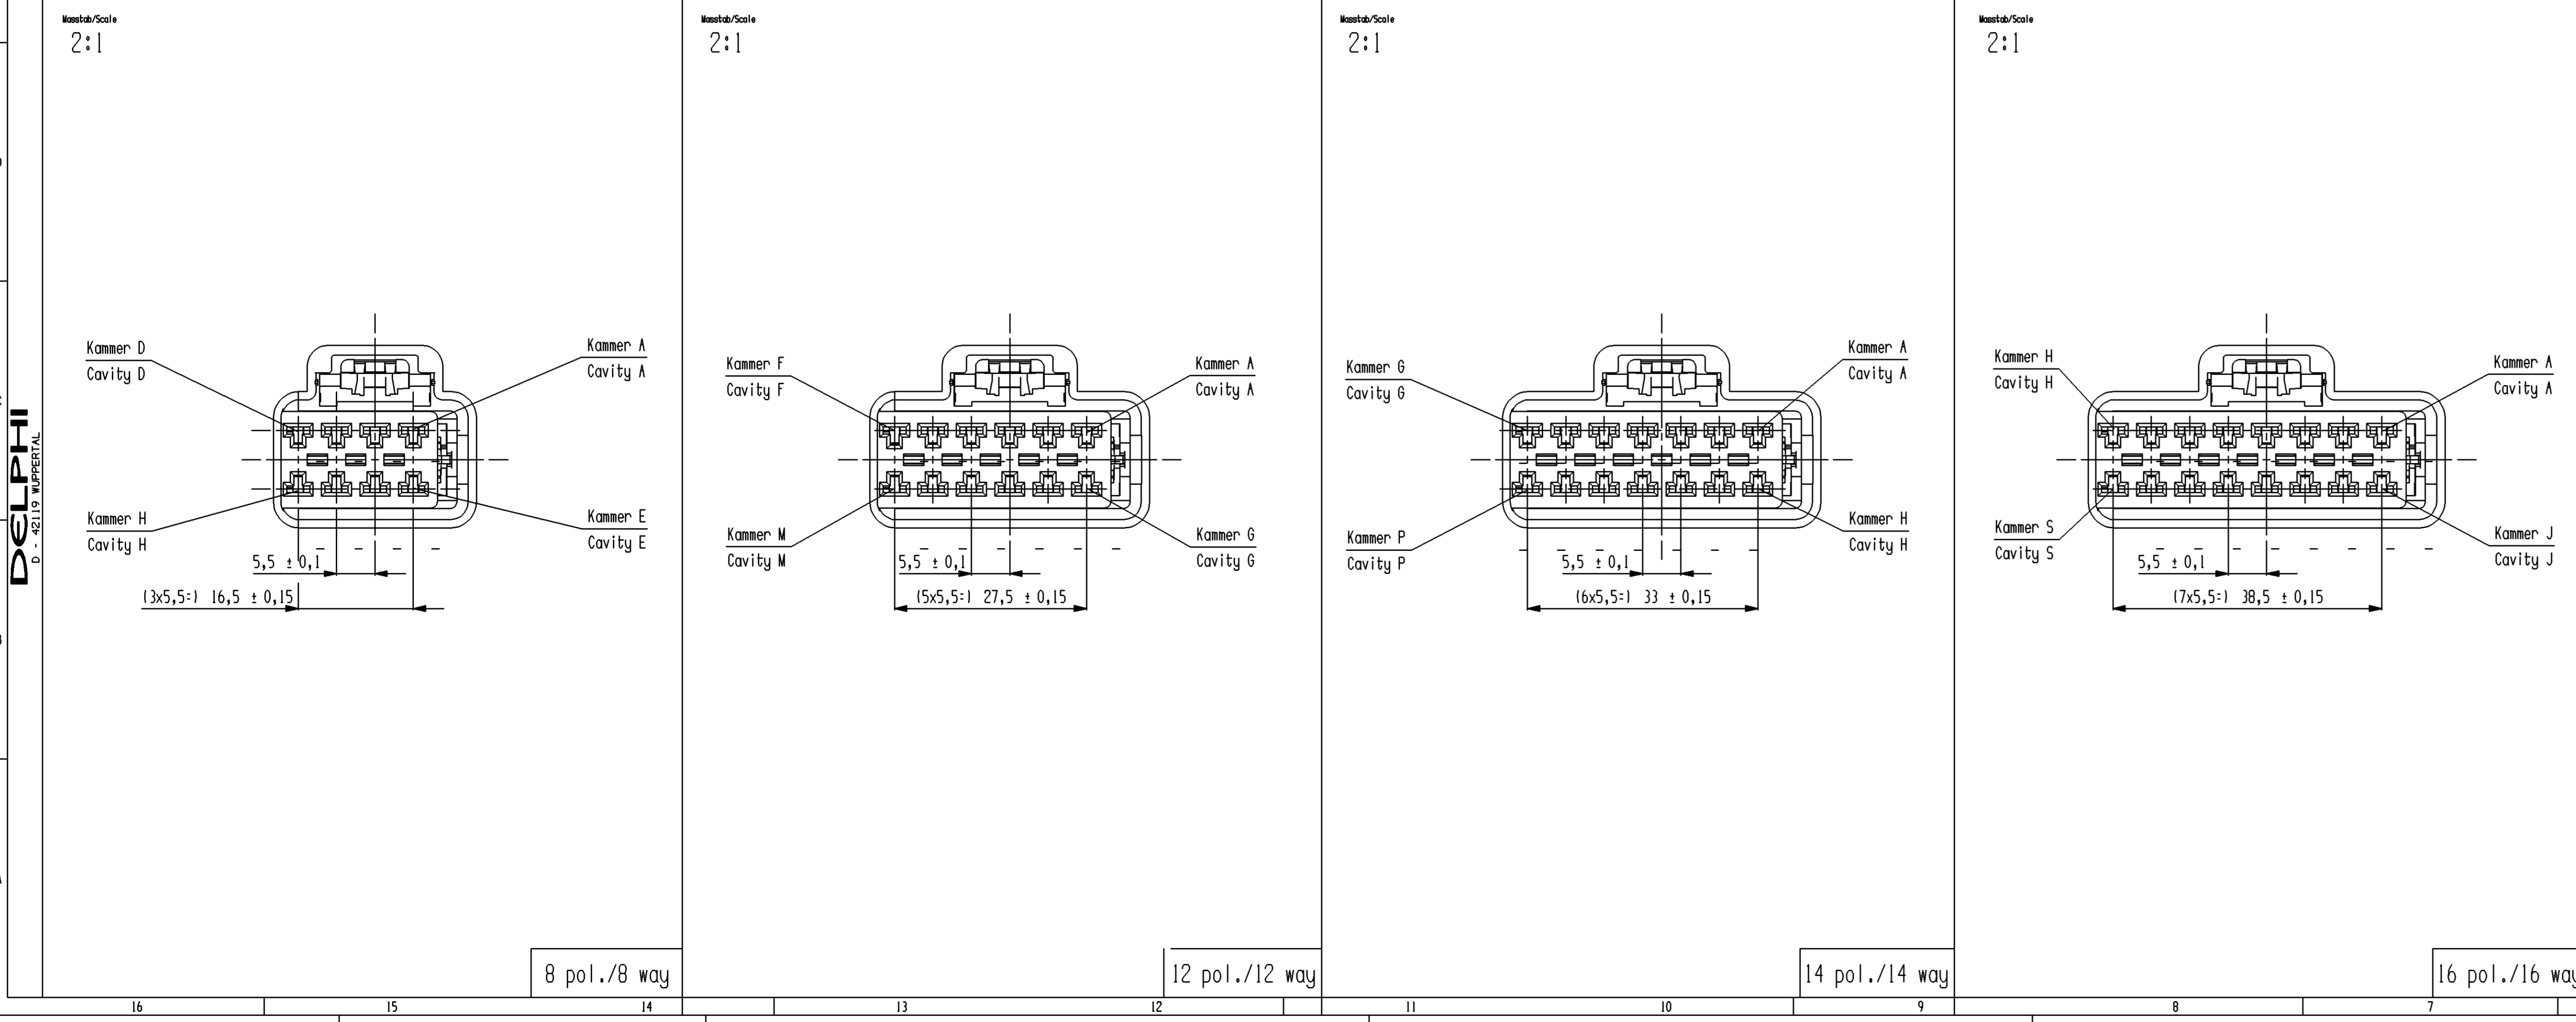 DELPHI
D - 42119 WUPPERTAL
Masstab/Scale
2:1
Kammer D
Cavity D
Kammer A
Cavity A
Kammer H
Cavity H
Kammer E
Cavity E
5,5 ± 0,1
(3x5,5=) 16,5 ± 0,15
8 pol./8 way
Masstab/Scale
2:1
Kammer F
Cavity F
Kammer A
Cavity A
Kammer M
Cavity M
Kammer G
Cavity G
5,5 ± 0,1
(5x5,5=) 27,5 ± 0,15
12 pol./12 way
Masstab/Scale
2:1
Kammer G
Cavity G
Kammer A
Cavity A
Kammer P
Cavity P
Kammer H
Cavity H
5,5 ± 0,1
(6x5,5=) 33 ± 0,15
14 pol./14 way
Masstab/Scale
2:1
Kammer H
Cavity H
Kammer A
Cavity A
Kammer S
Cavity S
Kammer J
Cavity J
5,5 ± 0,1
(7x5,5=) 38,5 ± 0,15
16 pol./16 way
16 15 14 13 12 11 10 9 8 7